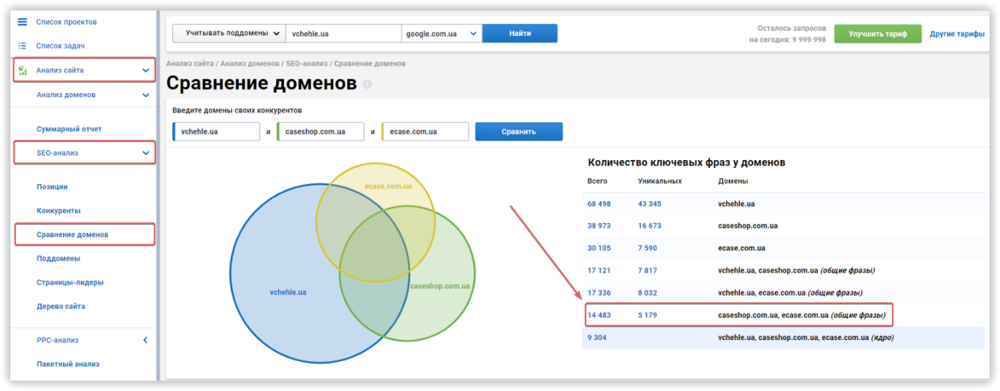 Список проектов
Список задач
Анализ сайта
Анализ доменов
Суммарный отчет
SEO-анализ
Позиции
Конкуренты
Сравнение доменов
Поддомены
Страницы-лидеры
Дерево сайта
PPC-анализ
Пакетный анализ
Учитывать поддомены vchehle.ua google.com.ua Найти
Осталось запросов
на сегодня: 9 999 998
Улучшить тариф Другие тарифы
Анализ сайта / Анализ доменов / SEO-анализ / Сравнение доменов
Сравнение доменов
Введите домены своих конкурентов
vchehle.ua и caseshop.com.ua и ecase.com.ua Сравнить
ecase.com.ua
vchehle.ua
caseshop.com.ua
Количество ключевых фраз у доменов
Всего Уникальных Домены
68 498 43 345 vchehle.ua
38 973 16 673 caseshop.com.ua
30 105 7 590 ecase.com.ua
17 121 7 817 vchehle.ua, caseshop.com.ua (общие фразы)
17 336 8 032 vchehle.ua, ecase.com.ua (общие фразы)
14 483 5 179 caseshop.com.ua, ecase.com.ua (общие фразы)
9 304 vchehle.ua, caseshop.com.ua, ecase.com.ua (ядро)